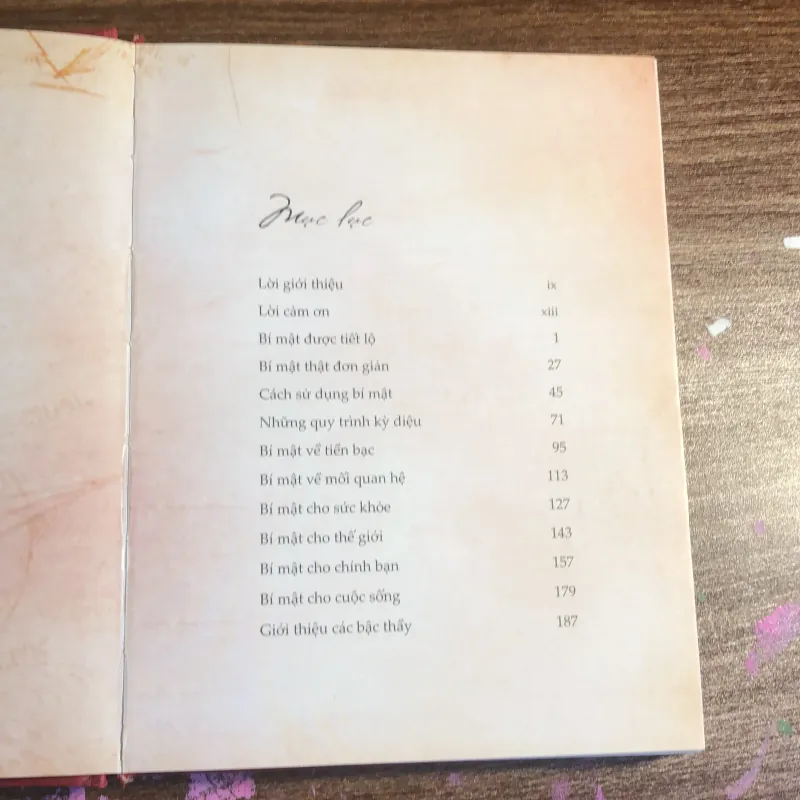 Mục lục
Lời giới thiệu ix
Lời cảm ơn xiii
Bí mật được tiết lộ 1
Bí mật thật đơn giản 27
Cách sử dụng bí mật 45
Những quy trình kỳ diệu 71
Bí mật về tiền bạc 95
Bí mật về mối quan hệ 113
Bí mật cho sức khỏe 127
Bí mật cho thế giới 143
Bí mật cho chính bạn 157
Bí mật cho cuộc sống 179
Giới thiệu các bậc thầy 187